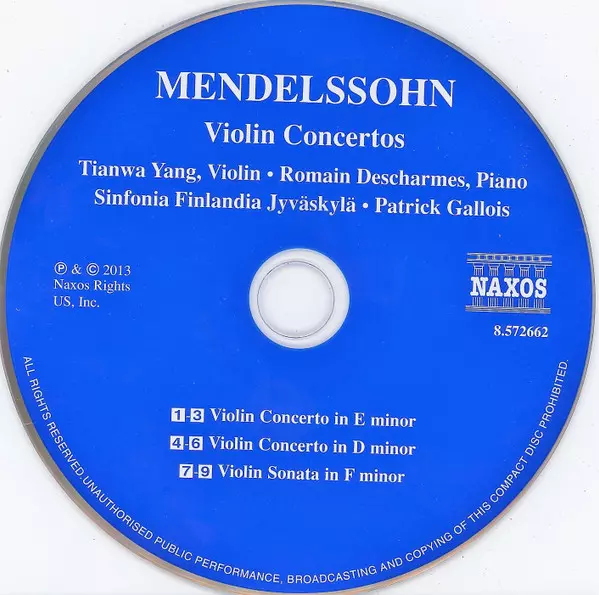 MENDELSSOHN
Violin Concertos
Tianwa Yang, Violin • Romain Descharmes, Piano
Sinfonia Finlandia Jyväskylä • Patrick Gallois
Ⓟ & © 2013
Naxos Rights
US, Inc.
NAXOS
8.572662
1-3 Violin Concerto in E minor
4-6 Violin Concerto in D minor
7-9 Violin Sonata in F minor
ALL RIGHTS RESERVED.UNAUTHORISED PUBLIC PERFORMANCE, BROADCASTING AND COPYING OF THIS COMPACT DISC PROHIBITED.